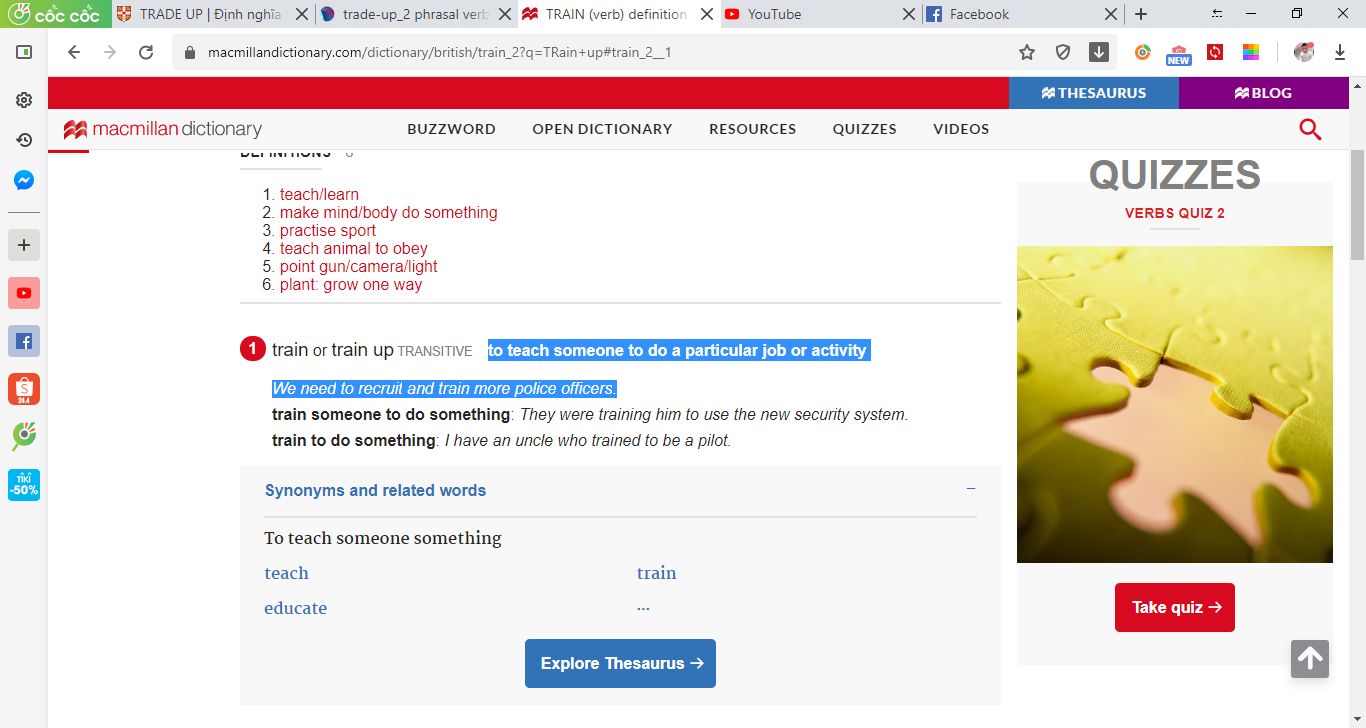 cốc cốc
TRADE UP | Định nghĩa
trade-up_2 phrasal verb
TRAIN (verb) definition
YouTube
Facebook
macmillandictionary.com/dictionary/british/train_2?q=TRain+up#train_2__1
NEW
THESAURUS
BLOG
macmillan dictionary
BUZZWORD
OPEN DICTIONARY
RESOURCES
QUIZZES
VIDEOS
DEFINITIONS 6
1. teach/learn
2. make mind/body do something
3. practise sport
4. teach animal to obey
5. point gun/camera/light
6. plant: grow one way
1 train or train up TRANSITIVE to teach someone to do a particular job or activity
We need to recruit and train more police officers.
train someone to do something: They were training him to use the new security system.
train to do something: I have an uncle who trained to be a pilot.
Synonyms and related words
To teach someone something
teach
train
educate
...
Explore Thesaurus
QUIZZES
VERBS QUIZ 2
Take quiz
24.4
TIKI
-50%